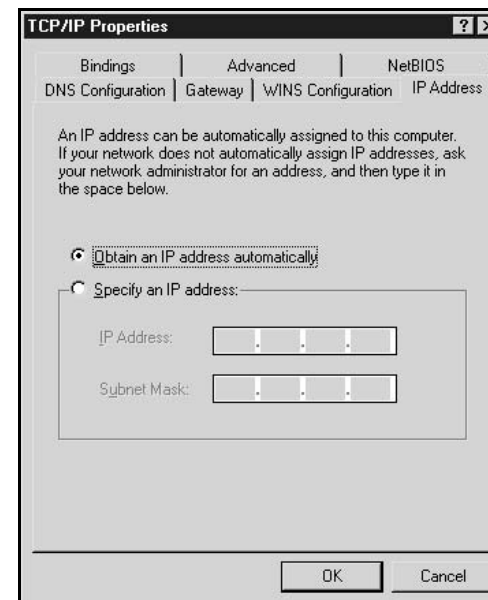 TCP/IP Properties
? X
Bindings Advanced NetBIOS
DNS Configuration Gateway WINS Configuration IP Address
An IP address can be automatically assigned to this computer.
If your network does not automatically assign IP addresses, ask
your network administrator for an address, and then type it in
the space below.
Obtain an IP address automatically
Specify an IP address:
IP Address: . . .
Subnet Mask: . . .
OK Cancel